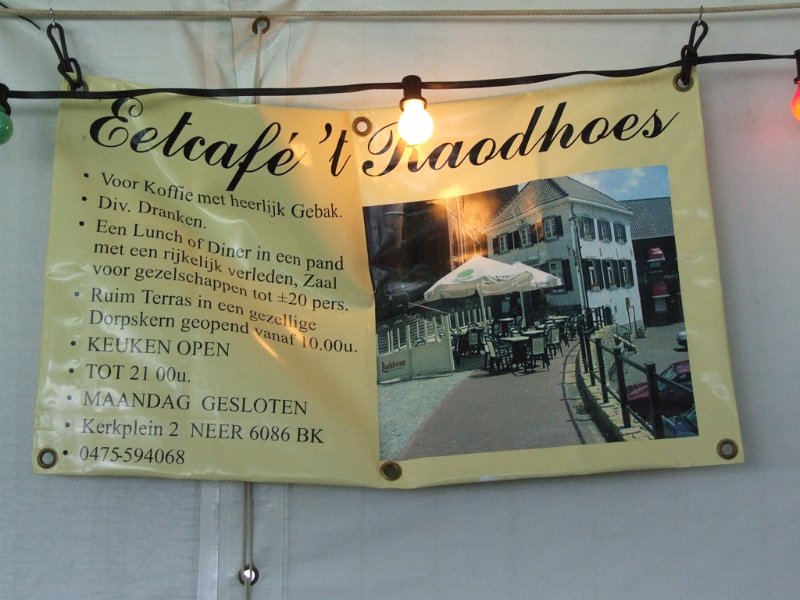 Eetcafé 't Raodhoes
• Voor Koffie met heerlijk Gebak.
• Div. Dranken.
• Een Lunch of Diner in een pand
met een rijkelijk verleden, Zaal
voor gezelschappen tot ±20 pers.
• Ruim Terras in een gezellige
Dorpskern geopend vanaf 10.00u.
• KEUKEN OPEN
• TOT 21 00u.
• MAANDAG GESLOTEN
• Kerkplein 2 NEER 6086 BK
• 0475-594068
Lindeboom